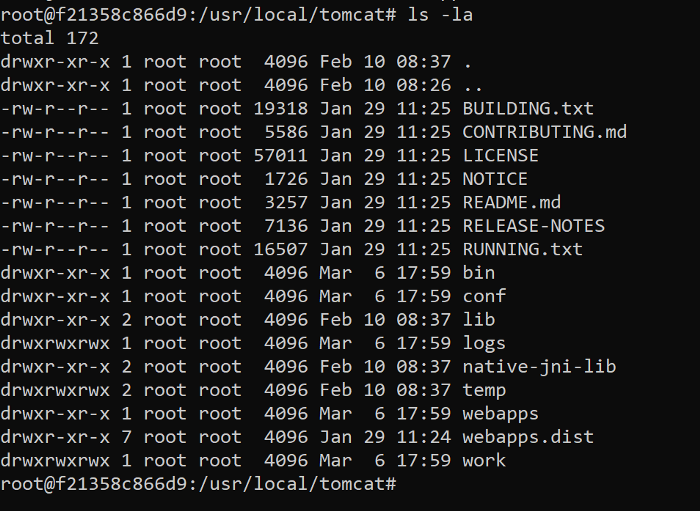 root@f21358c866d9:/usr/local/tomcat# ls -la
total 172
drwxr-xr-x 1 root root  4096 Feb 10 08:37 .
drwxr-xr-x 1 root root  4096 Feb 10 08:26 ..
-rw-r--r-- 1 root root 19318 Jan 29 11:25 BUILDING.txt
-rw-r--r-- 1 root root  5586 Jan 29 11:25 CONTRIBUTING.md
-rw-r--r-- 1 root root 57011 Jan 29 11:25 LICENSE
-rw-r--r-- 1 root root  1726 Jan 29 11:25 NOTICE
-rw-r--r-- 1 root root  3257 Jan 29 11:25 README.md
-rw-r--r-- 1 root root  7136 Jan 29 11:25 RELEASE-NOTES
-rw-r--r-- 1 root root 16507 Jan 29 11:25 RUNNING.txt
drwxr-xr-x 1 root root  4096 Mar  6 17:59 bin
drwxr-xr-x 1 root root  4096 Mar  6 17:59 conf
drwxr-xr-x 2 root root  4096 Feb 10 08:37 lib
drwxrwxrwx 1 root root  4096 Mar  6 17:59 logs
drwxr-xr-x 2 root root  4096 Feb 10 08:37 native-jni-lib
drwxrwxrwx 2 root root  4096 Feb 10 08:37 temp
drwxr-xr-x 1 root root  4096 Mar  6 17:59 webapps
drwxr-xr-x 7 root root  4096 Jan 29 11:24 webapps.dist
drwxrwxrwx 1 root root  4096 Mar  6 17:59 work
root@f21358c866d9:/usr/local/tomcat#